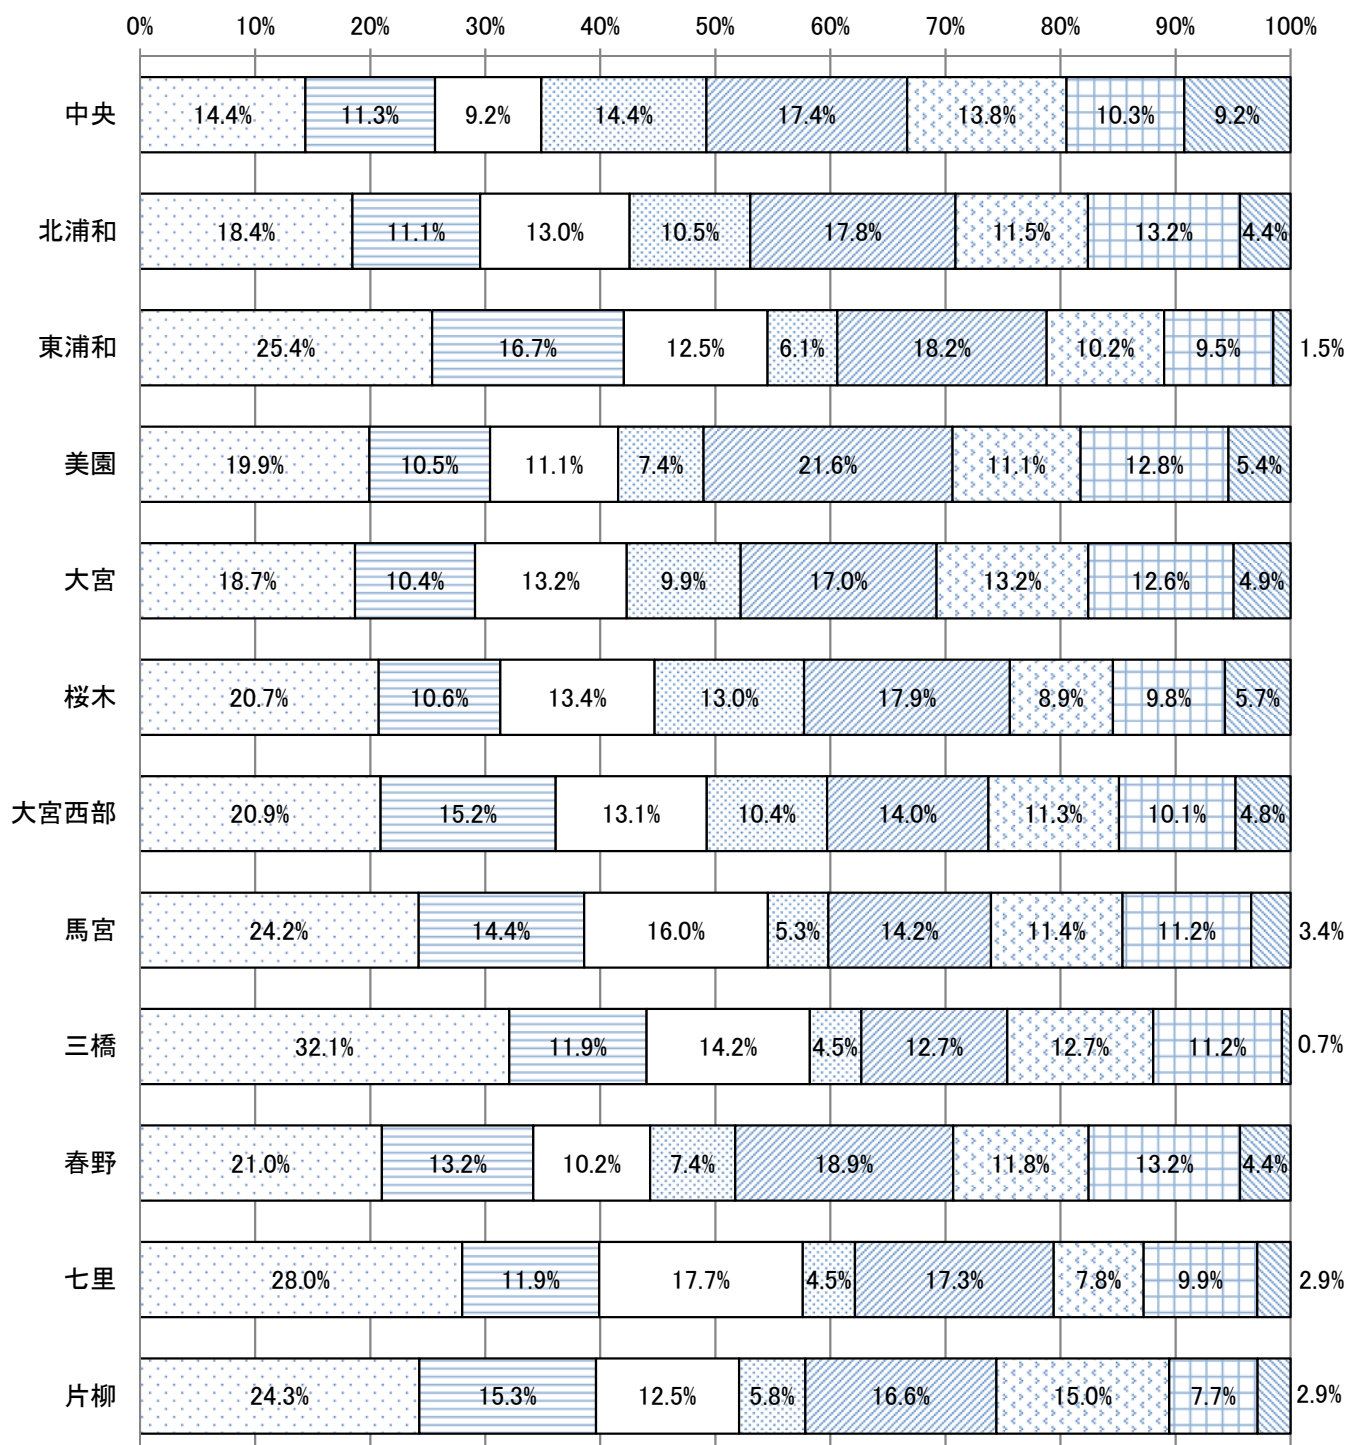 0% 10% 20% 30% 40% 50% 60% 70% 80% 90% 100%
中央 14.4% 11.3% 9.2% 14.4% 17.4% 13.8% 10.3% 9.2%
北浦和 18.4% 11.1% 13.0% 10.5% 17.8% 11.5% 13.2% 4.4%
東浦和 25.4% 16.7% 12.5% 6.1% 18.2% 10.2% 9.5% 1.5%
美園 19.9% 10.5% 11.1% 7.4% 21.6% 11.1% 12.8% 5.4%
大宮 18.7% 10.4% 13.2% 9.9% 17.0% 13.2% 12.6% 4.9%
桜木 20.7% 10.6% 13.4% 13.0% 17.9% 8.9% 9.8% 5.7%
大宮西部 20.9% 15.2% 13.1% 10.4% 14.0% 11.3% 10.1% 4.8%
馬宮 24.2% 14.4% 16.0% 5.3% 14.2% 11.4% 11.2% 3.4%
三橋 32.1% 11.9% 14.2% 4.5% 12.7% 12.7% 11.2% 0.7%
春野 21.0% 13.2% 10.2% 7.4% 18.9% 11.8% 13.2% 4.4%
七里 28.0% 11.9% 17.7% 4.5% 17.3% 7.8% 9.9% 2.9%
片柳 24.3% 15.3% 12.5% 5.8% 16.6% 15.0% 7.7% 2.9%